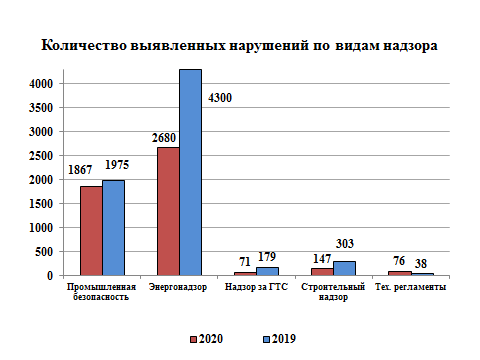 Количество выявленных нарушений по видам надзора
4000
3500
3000
2500
2000
1500
1000
500
0
1867
1975
2680
4300
71
179
147
303
76
38
Промышленная
безопасность
Энергонадзор
Надзор за ГТС
Строительный
надзор
Тех. регламенты
2020
2019